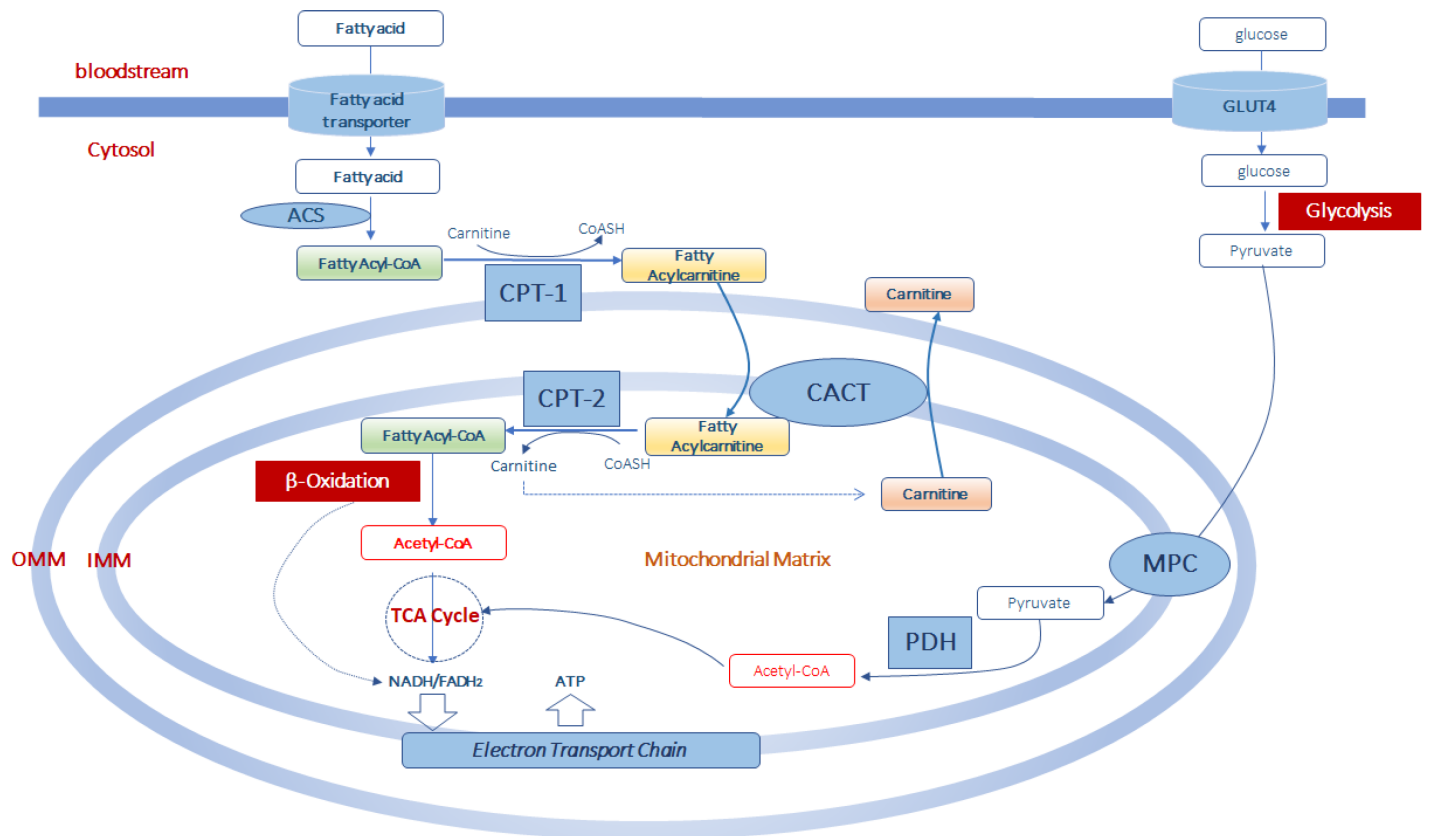 Fatty acid
glucose
bloodstream
Fatty acid
transporter
GLUT4
Cytosol
Fatty acid
glucose
ACS
Glycolysis
Carnitine
CoASH
Fatty Acyl-CoA
Fatty
Acylcarnitine
Pyruvate
CPT-1
Carnitine
CPT-2
CACT
Fatty Acyl-CoA
Fatty
Acylcarnitine
Carnitine
CoASH
β-Oxidation
Carnitine
Acetyl-CoA
OMM
IMM
Mitochondrial Matrix
MPC
TCA Cycle
Pyruvate
PDH
Acetyl-CoA
NADH/FADH₂
ATP
Electron Transport Chain